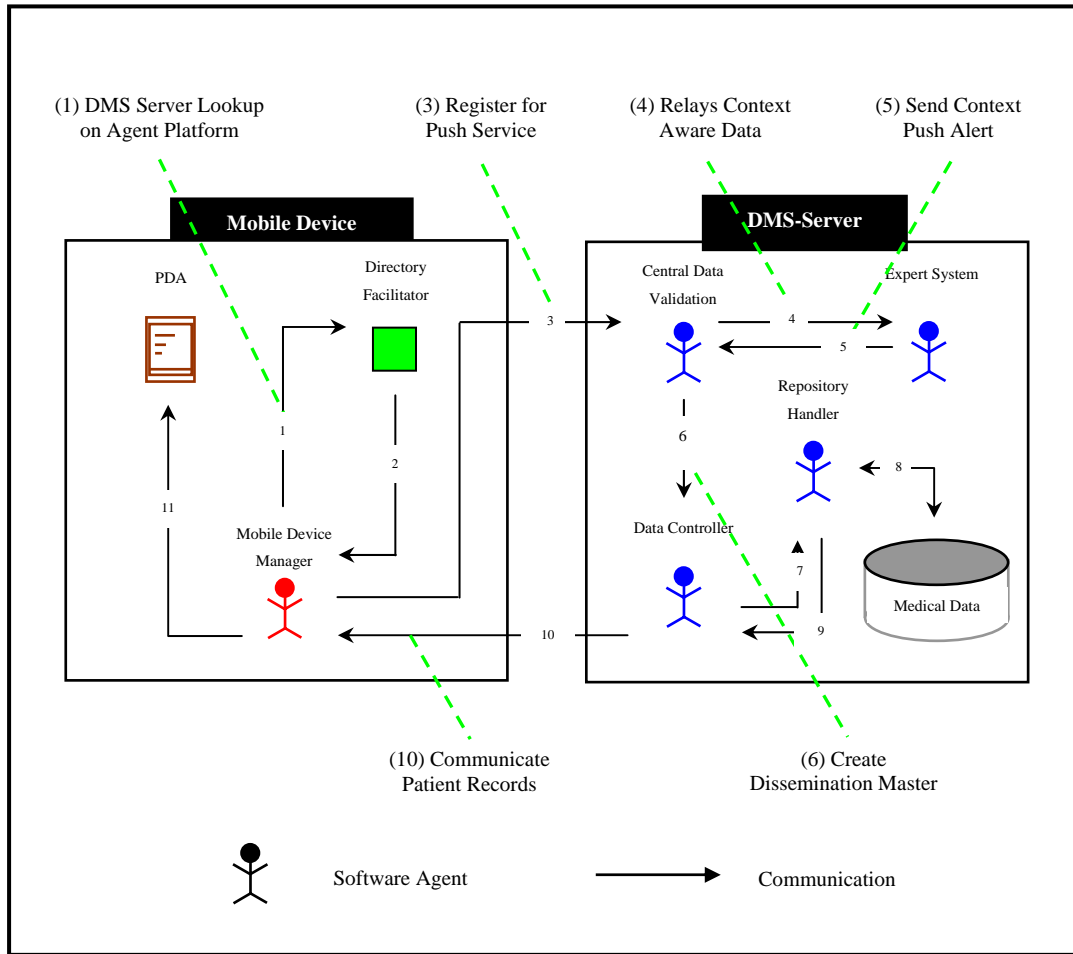 (1) DMS Server Lookup
on Agent Platform
(3) Register for
Push Service
(4) Relays Context
Aware Data
(5) Send Context
Push Alert
Mobile Device
DMS-Server
PDA
Directory
Facilitator
Central Data
Validation
Expert System
3
4
5
Repository
Handler
1
2
6
8
11
Mobile Device
Manager
Data Controller
7
Medical Data
10
9
(10) Communicate
Patient Records
(6) Create
Dissemination Master
Software Agent
Communication